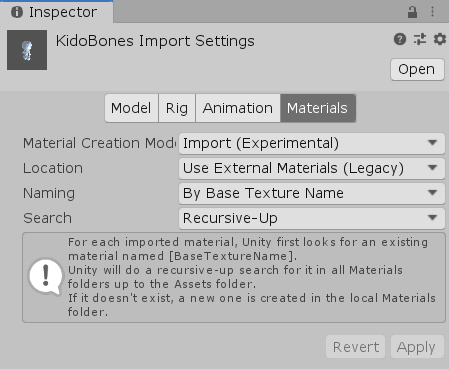 Inspector
KidoBones Import Settings
Open
Model Rig Animation Materials
Material Creation Mode Import (Experimental)
Location Use External Materials (Legacy)
Naming By Base Texture Name
Search Recursive-Up
For each imported material, Unity first looks for an existing
material named [BaseTextureName].
Unity will do a recursive-up search for it in all Materials
folders up to the Assets folder.
If it doesn't exist, a new one is created in the local Materials
folder.
Revert Apply